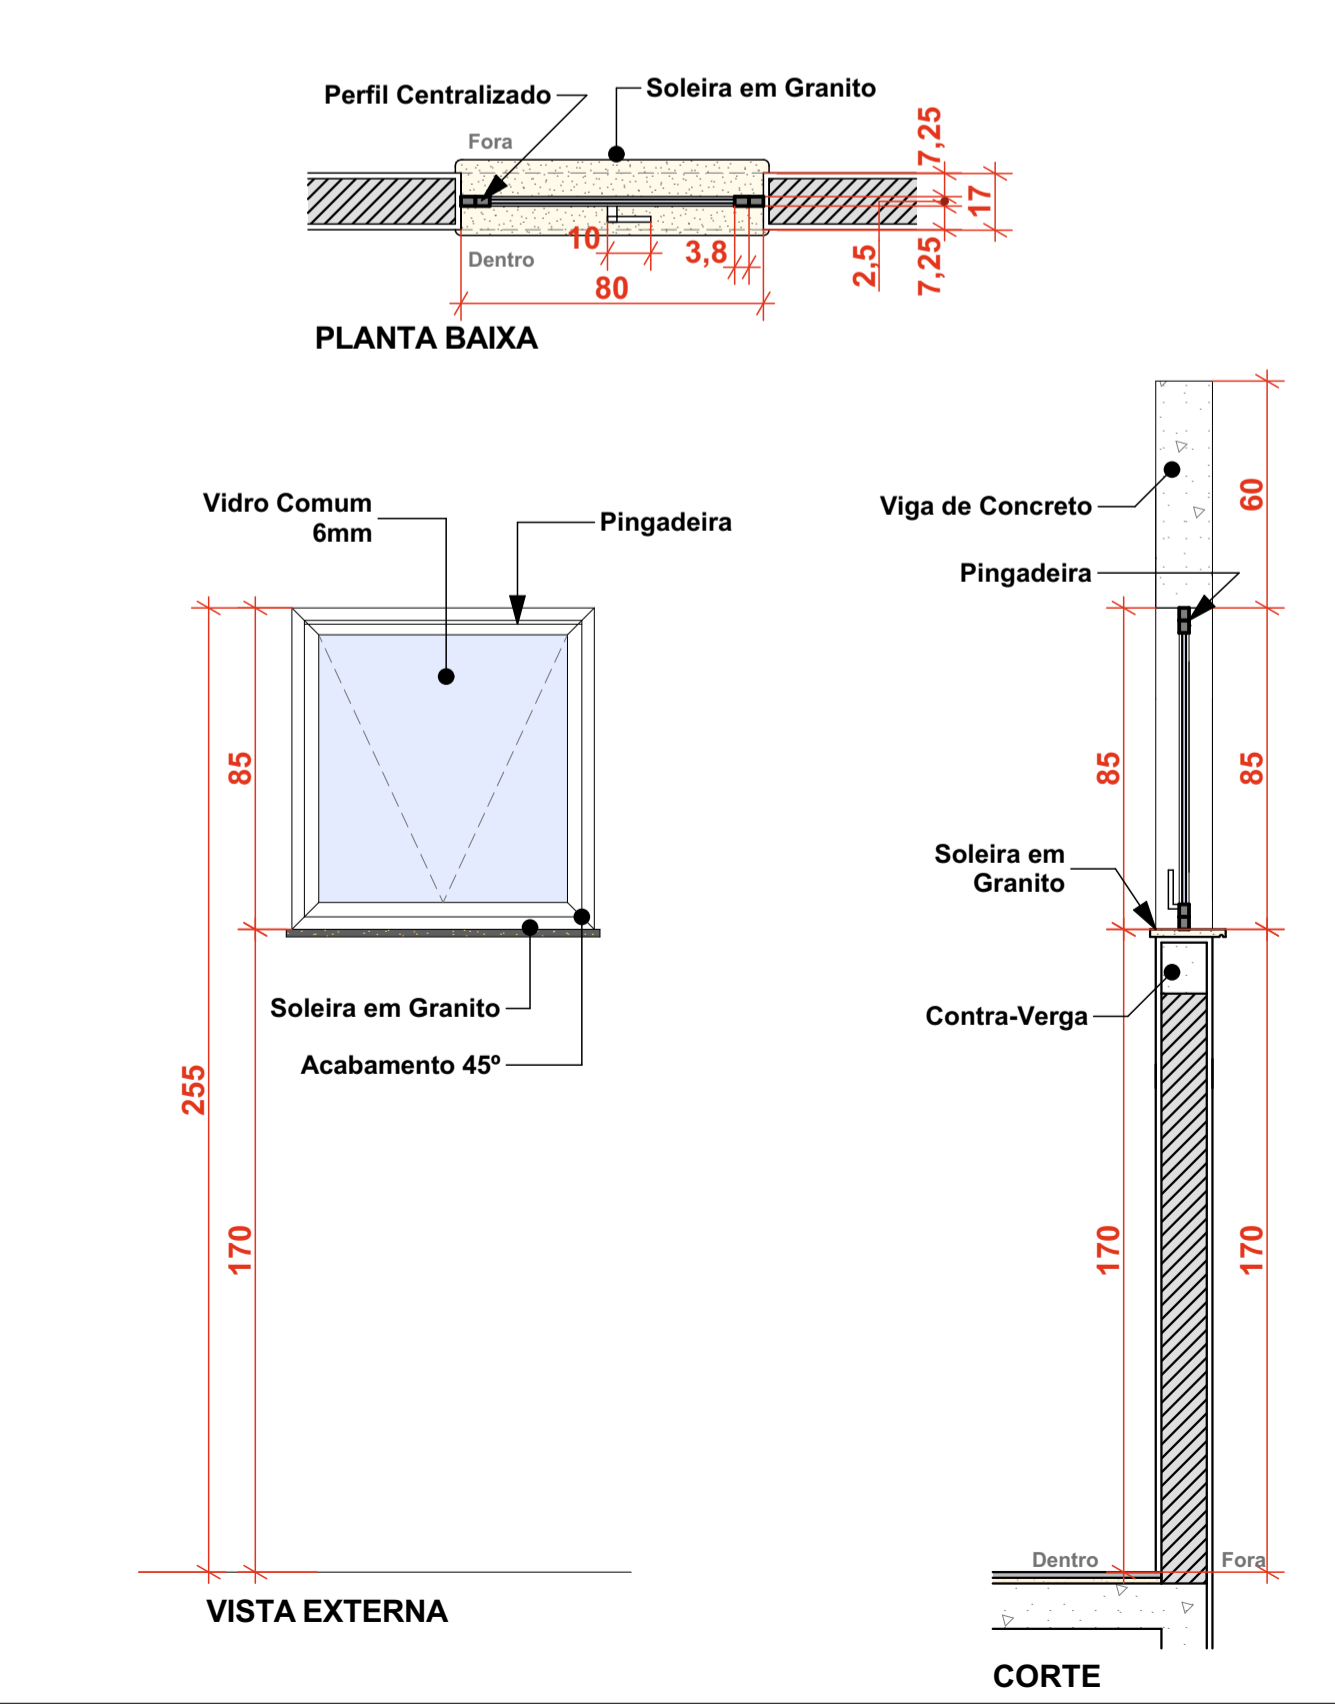 Perfil Centralizado
Soleira em Granito
Fora
7,25
17
10
3,8
2,5
7,25
Dentro
80
PLANTA BAIXA
Vidro Comum
6mm
Pingadeira
85
Soleira em Granito
Acabamento 45º
255
170
VISTA EXTERNA
Viga de Concreto
60
Pingadeira
85
85
Soleira em
Granito
Contra-Verga
170
170
Dentro
Fora
CORTE